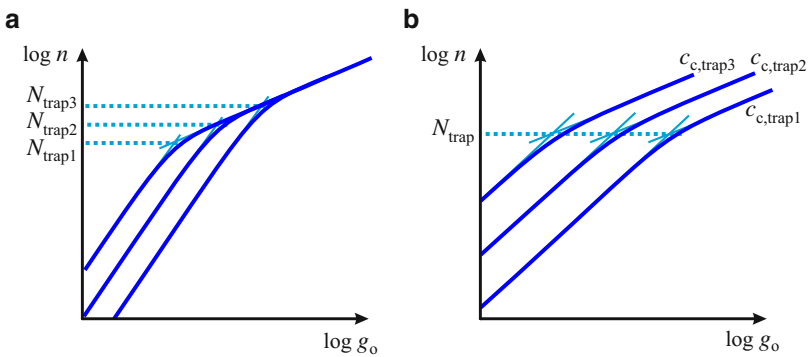 a
log n
N_trap3
N_trap2
N_trap1
log g_o
b
log n
c_c,trap3
c_c,trap2
c_c,trap1
N_trap
log g_o